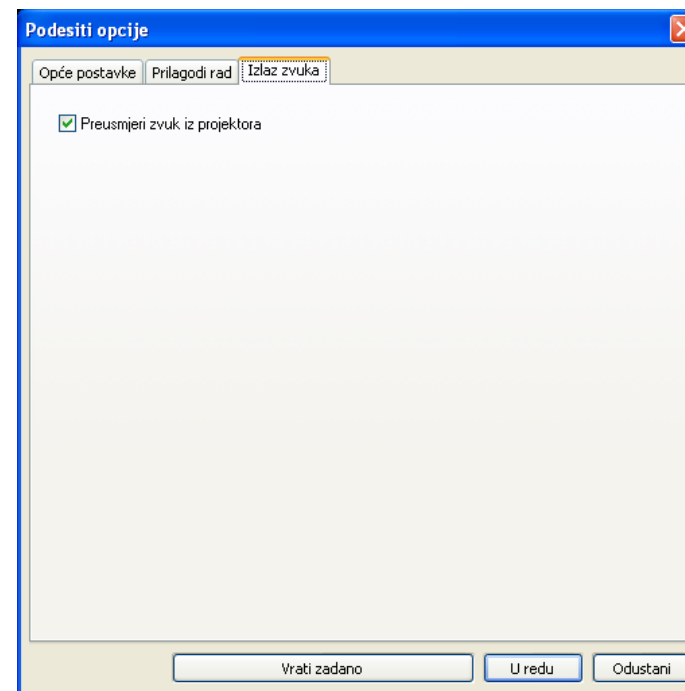 Podesiti opcije
Opće postavke Prilagodi rad Izlaz zvuka
Preusmjeri zvuk iz projektora
Vrati zadano U redu Odustani